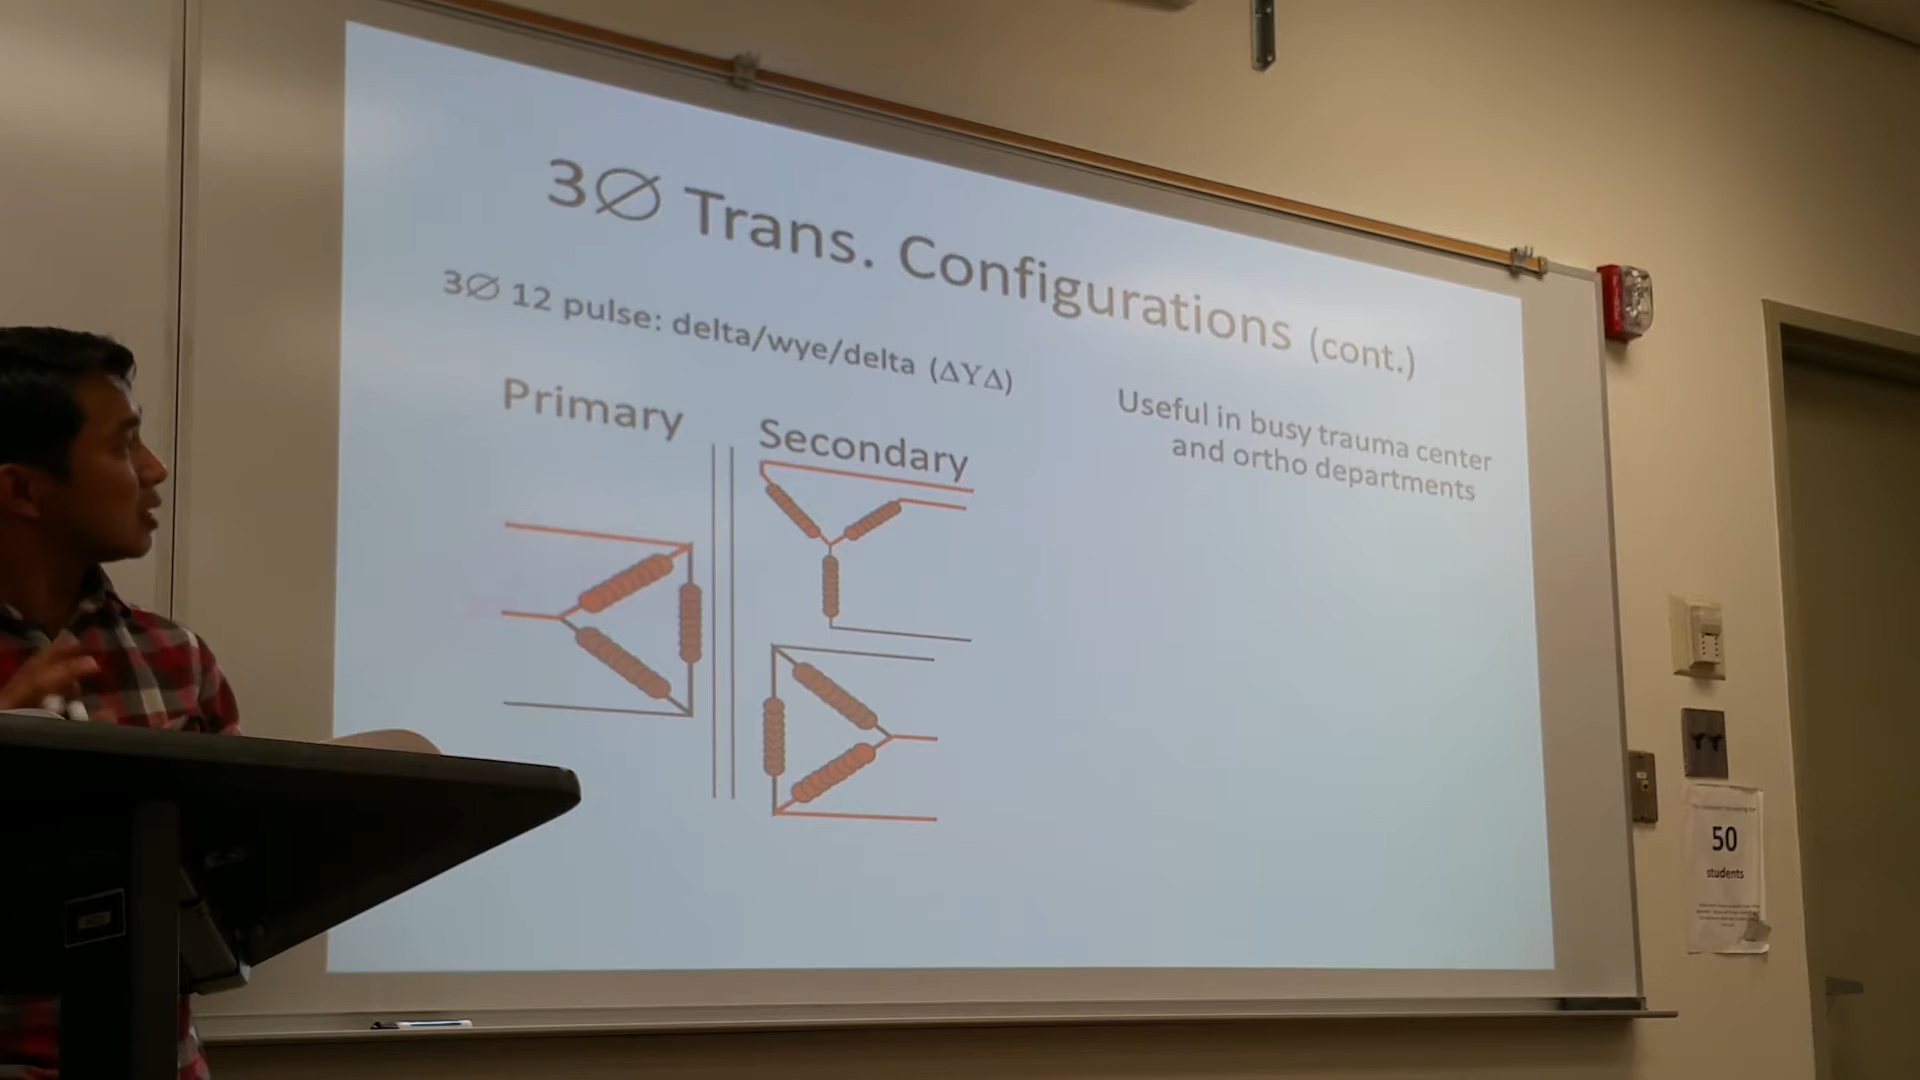 3∅ Trans. Configurations (cont.)
3∅ 12 pulse: delta/wye/delta (ΔYΔ)
Primary
Secondary
Useful in busy trauma center
and ortho departments
50
students